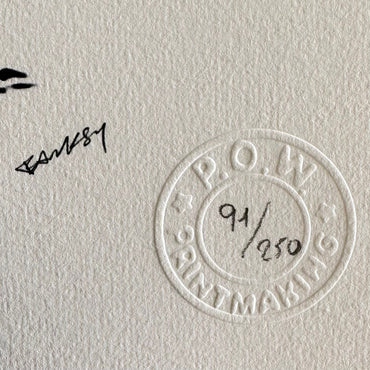 BANKSY
P.O.W.
91/250
PRINTMAKING